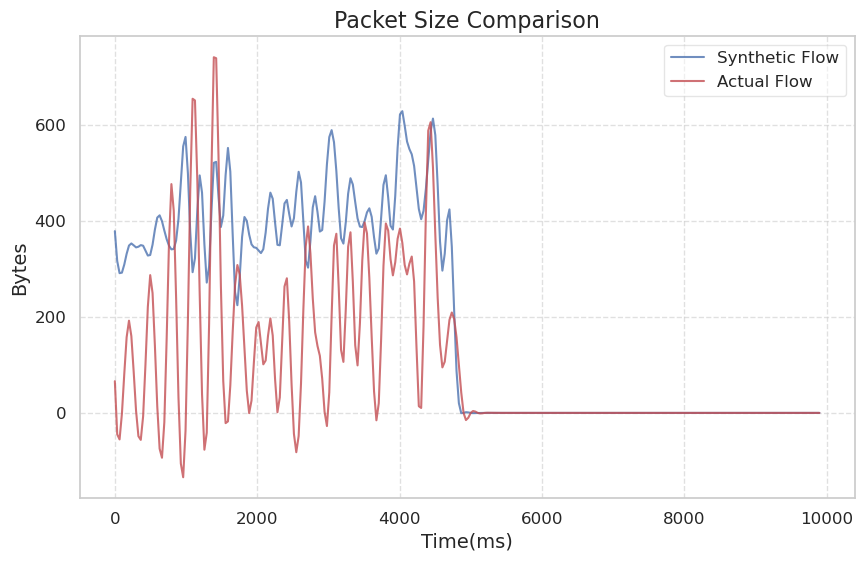 Packet Size Comparison
Synthetic Flow
Actual Flow
Bytes
600
400
200
0
0 2000 4000 6000 8000 10000
Time(ms)